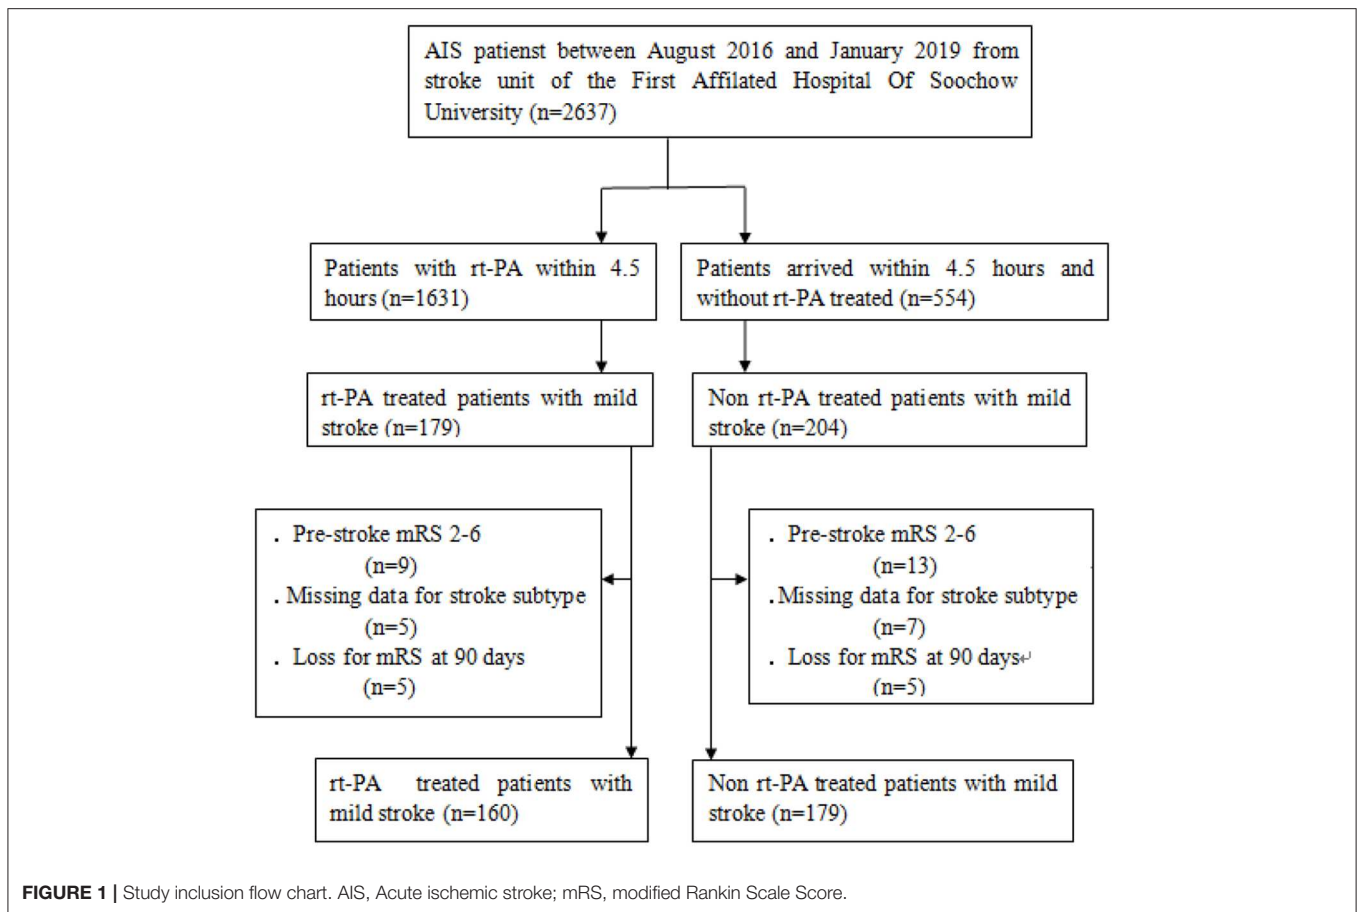 AIS patienst between August 2016 and January 2019 from
stroke unit of the First Affilated Hospital Of Soochow
University (n=2637)
Patients with rt-PA within 4.5
hours (n=1631)
Patients arrived within 4.5 hours and
without rt-PA treated (n=554)
rt-PA treated patients with mild
stroke (n=179)
Non rt-PA treated patients with mild
stroke (n=204)
. Pre-stroke mRS 2-6
(n=9)
. Missing data for stroke subtype
(n=5)
. Loss for mRS at 90 days
(n=5)
. Pre-stroke mRS 2-6
(n=13)
. Missing data for stroke subtype
(n=7)
. Loss for mRS at 90 days↵
(n=5)
rt-PA treated patients with
mild stroke (n=160)
Non rt-PA treated patients with mild
stroke (n=179)
FIGURE 1 | Study inclusion flow chart. AIS, Acute ischemic stroke; mRS, modified Rankin Scale Score.